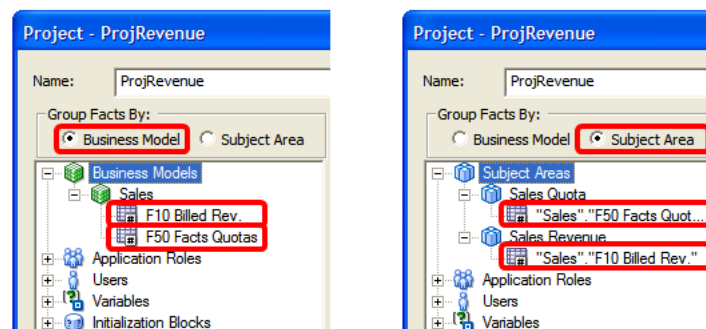 Project - ProjRevenue
Name: ProjRevenue
Group Facts By:
Business Model Subject Area
Business Models
Sales
F10 Billed Rev.
F50 Facts Quotas
Application Roles
Users
Variables
Initialization Blocks
Project - ProjRevenue
Name: ProjRevenue
Group Facts By:
Business Model Subject Area
Subject Areas
Sales Quota
"Sales"."F50 Facts Quot...
Sales Revenue
"Sales"."F10 Billed Rev."
Application Roles
Users
Variables